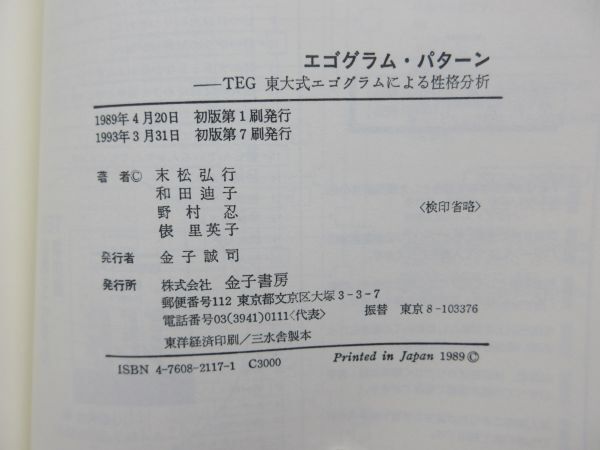 エゴグラム・パターン
——TEG 東大式エゴグラムによる性格分析
1989年4月20日 初版第1刷発行
1993年3月31日 初版第7刷発行
著者© 末松弘行
和田迪子
野村忍
俵里英子
〈検印省略〉
発行者 金子誠司
発行所 株式会社 金子書房
郵便番号112 東京都文京区大塚3-3-7
電話番号03(3941)0111〈代表〉 振替 東京8-103376
東洋経済印刷/三水舎製本
ISBN 4-7608-2117-1 C3000 Printed in Japan 1989©